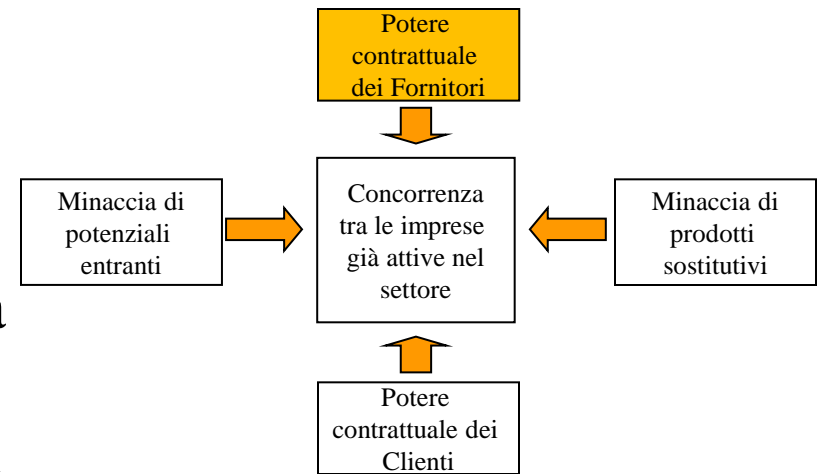 Potere
contrattuale
dei Fornitori
Minaccia di
potenziali
entranti
Concorrenza
tra le imprese
già attive nel
settore
Minaccia di
prodotti
sostitutivi
a
Potere
contrattuale dei
Clienti